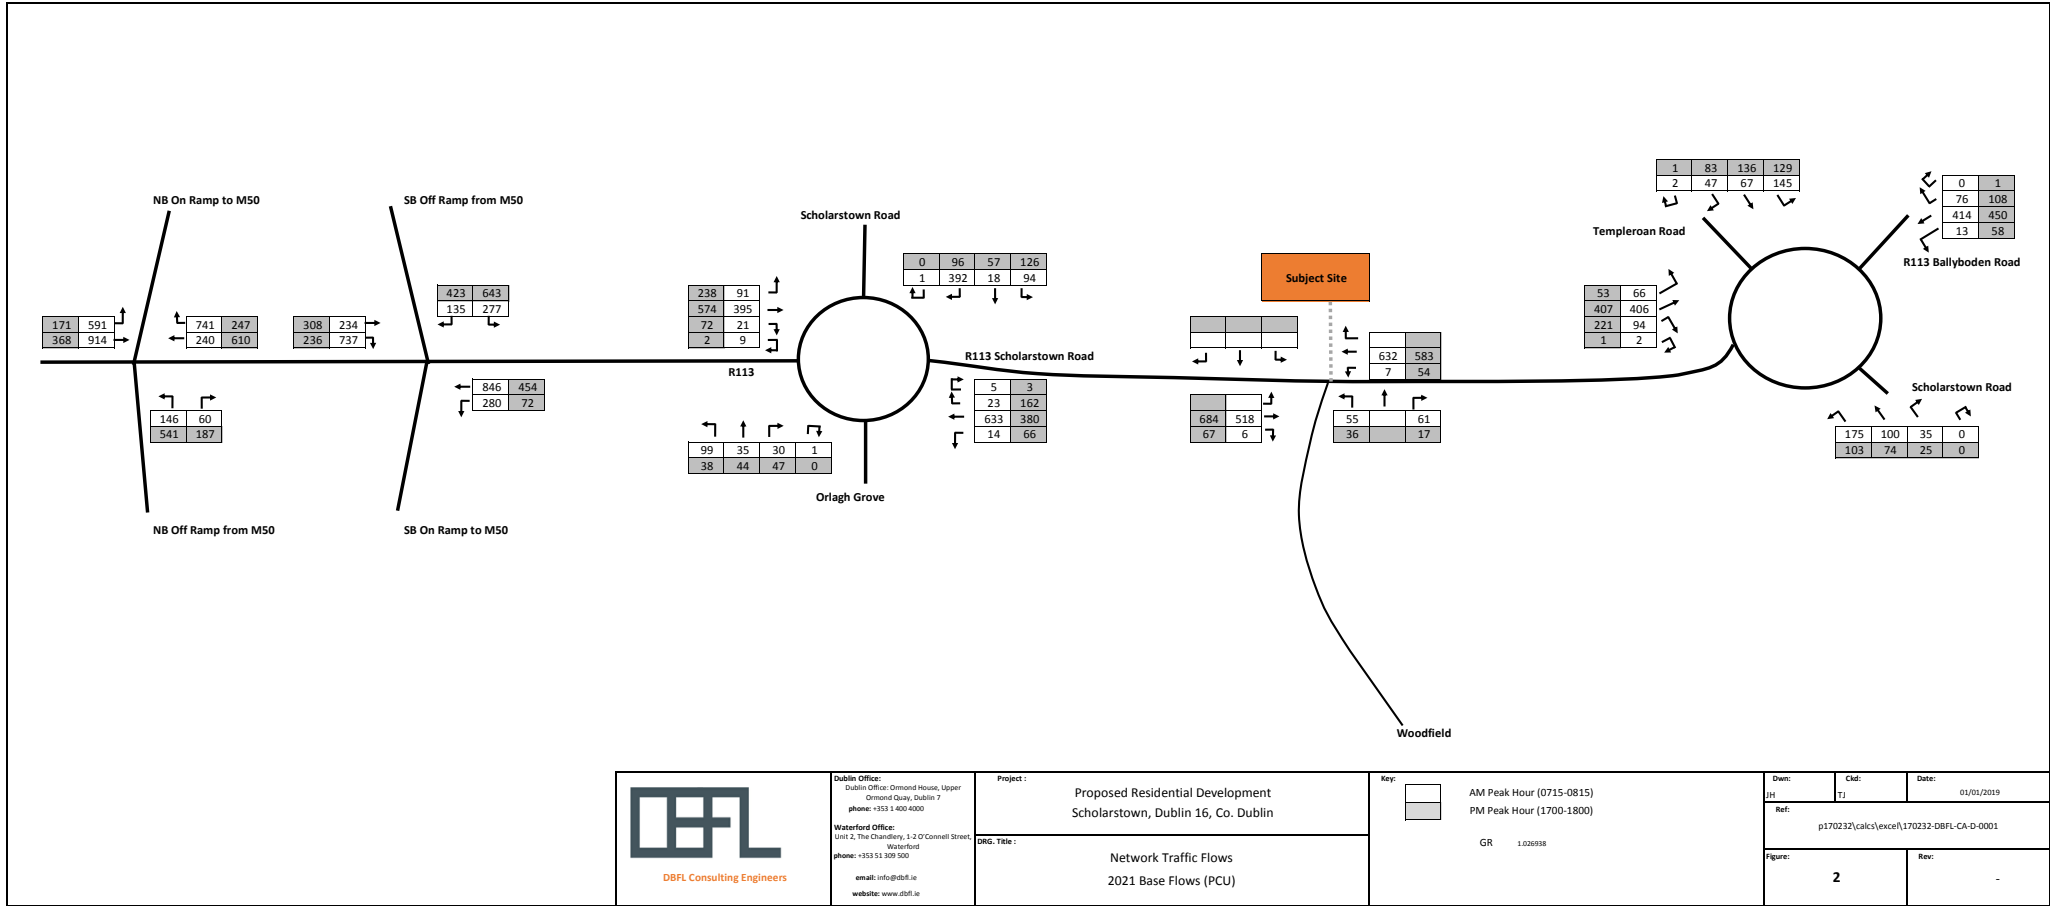 1 83 136 129
2 47 67 145
0 1
76 108
414 450
13 58
NB On Ramp to M50
SB Off Ramp from M50
Scholarstown Road
Templeroan Road
R113 Ballyboden Road
0 96 57 126
1 392 18 94
Subject Site
423 643
135 277
238 91
574 395
72 21
2 9
53 66
407 406
221 94
1 2
171 591
368 914
741 247
240 610
308 234
236 737
632 583
7 54
R113
R113 Scholarstown Road
846 454
280 72
5 3
23 162
633 380
14 66
684 518
67 6
55 61
36 17
Scholarstown Road
146 60
541 187
99 35 30 1
38 44 47 0
175 100 35 0
103 74 25 0
Orlagh Grove
NB Off Ramp from M50
SB On Ramp to M50
Woodfield
DBFL
DBFL Consulting Engineers
Dublin Office:
Dublin Office: Ormond House, Upper
Ormond Quay, Dublin 7
phone: +353 1 400 4000
Waterford Office:
Unit 2, The Chandlery, 1-2 O'Connell Street,
Waterford
phone: +353 51 309 500
email: info@dbfl.ie
website: www.dbfl.ie
Project :
Proposed Residential Development
Scholarstown, Dublin 16, Co. Dublin
DRG. Title :
Network Traffic Flows
2021 Base Flows (PCU)
Key:
AM Peak Hour (0715-0815)
PM Peak Hour (1700-1800)
GR 1.026938
Dwn: Ckd: Date:
JH TJ 01/01/2019
Ref:
p170232\calcs\excel\170232-DBFL-CA-D-0001
Figure: Rev:
2 -